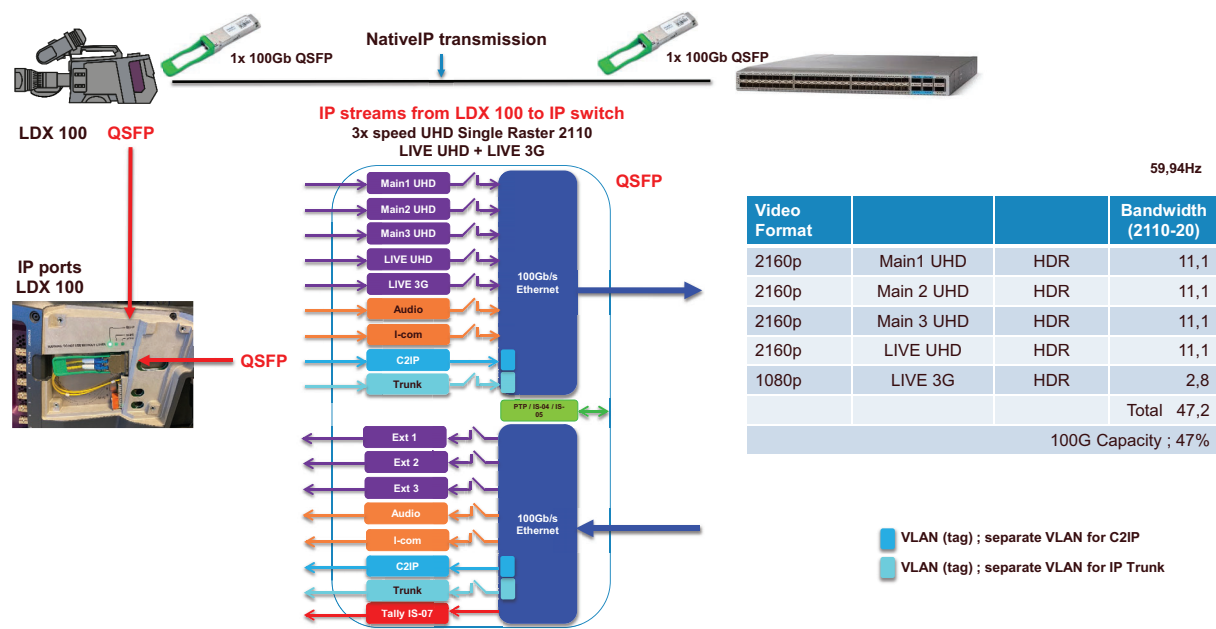 NativeIP transmission
1x 100Gb QSFP
1x 100Gb QSFP
LDX 100 QSFP
IP streams from LDX 100 to IP switch
3x speed UHD Single Raster 2110
LIVE UHD + LIVE 3G
QSFP
IP ports
LDX 100
QSFP
Main1 UHD
Main2 UHD
Main3 UHD
LIVE UHD
LIVE 3G
Audio
I-com
C2IP
Trunk
100Gb/s
Ethernet
PTP / IS-04 / IS-
05
Ext 1
Ext 2
Ext 3
Audio
I-com
C2IP
Trunk
Tally IS-07
100Gb/s
Ethernet
59,94Hz
Video
Format
Bandwidth
(2110-20)
2160p Main1 UHD HDR 11,1
2160p Main 2 UHD HDR 11,1
2160p Main 3 UHD HDR 11,1
2160p LIVE UHD HDR 11,1
1080p LIVE 3G HDR 2,8
Total 47,2
100G Capacity ; 47%
VLAN (tag) ; separate VLAN for C2IP
VLAN (tag) ; separate VLAN for IP Trunk